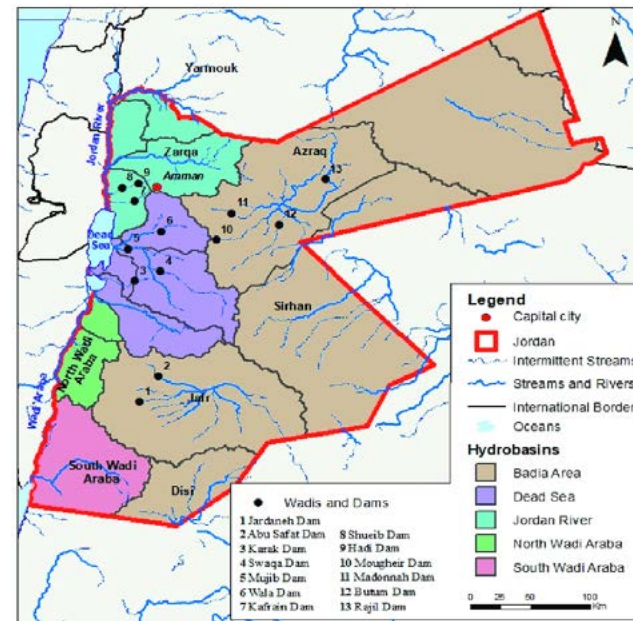 N
Yarmouk
Jordan River
Zarqa
Amman
Azraq
13
8
9
7
11
12
10
6
5
4
3
Dead
Sea
Sirhan
North Wadi
Araba
Wadi Araba
2
1
Jafr
South Wadi
Araba
Disi
Legend
Capital city
Jordan
Intermittent Streams
Streams and Rivers
International Border
Oceans
Hydrobasins
Badia Area
Dead Sea
Jordan River
North Wadi Araba
South Wadi Araba
0 50 100
Km
Wadis and Dams
1 Jardaneh Dam
2 Abu Safat Dam
3 Karak Dam
4 Swaqa Dam
5 Mujib Dam
6 Wala Dam
7 Kafrain Dam
8 Shueib Dam
9 Hadi Dam
10 Mougheir Dam
11 Madonnah Dam
12 Butum Dam
13 Rajil Dam